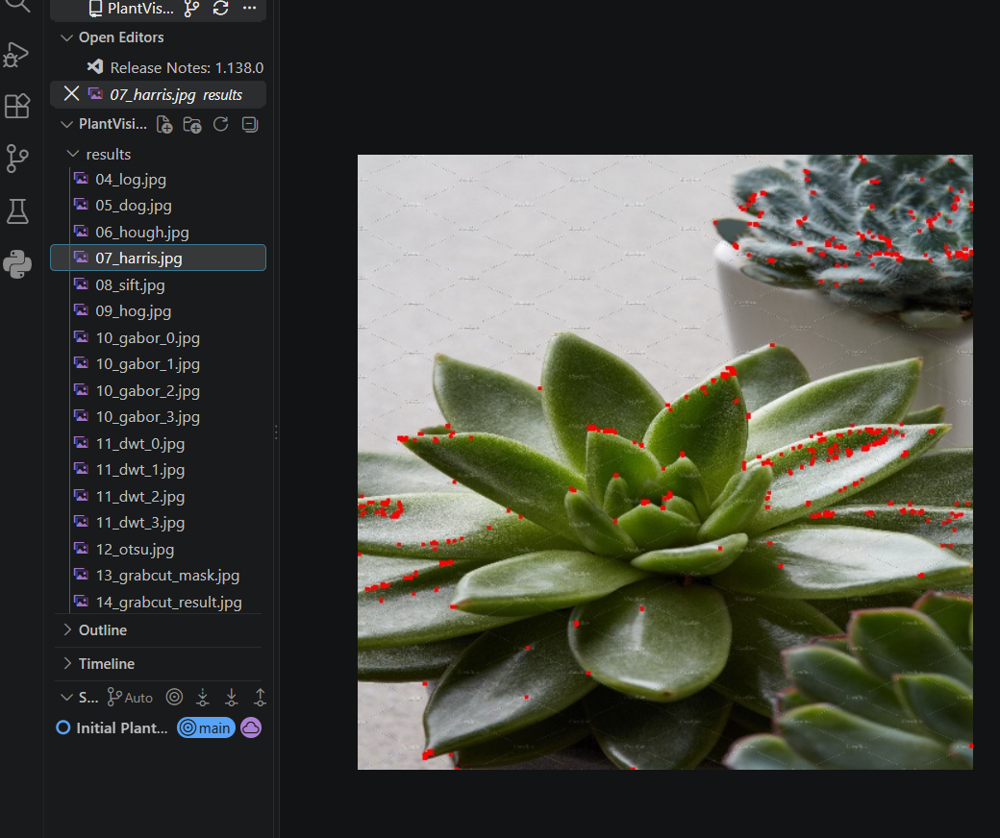 PlantVis...
Open Editors
Release Notes: 1.138.0
07_harris.jpg results
PlantVisi...
results
04_log.jpg
05_dog.jpg
06_hough.jpg
07_harris.jpg
08_sift.jpg
09_hog.jpg
10_gabor_0.jpg
10_gabor_1.jpg
10_gabor_2.jpg
10_gabor_3.jpg
11_dwt_0.jpg
11_dwt_1.jpg
11_dwt_2.jpg
11_dwt_3.jpg
12_otsu.jpg
13_grabcut_mask.jpg
14_grabcut_result.jpg
Outline
Timeline
S... Auto
Initial Plant... main